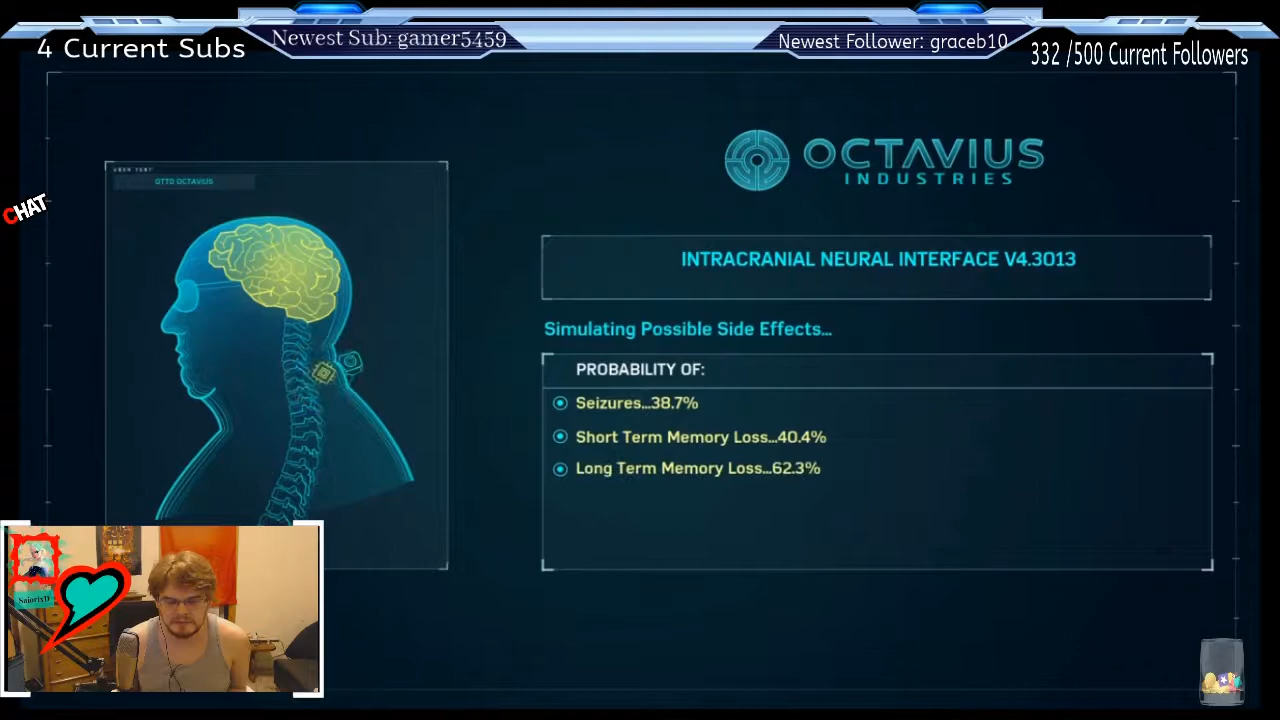 4 Current Subs
Newest Sub: gamer5459
Newest Follower: graceb10
332 /500 Current Followers
OTTO OCTAVIUS
CHAT
OCTAVIUS
INDUSTRIES
INTRACRANIAL NEURAL INTERFACE V4.3013
Simulating Possible Side Effects...
PROBABILITY OF:
Seizures...38.7%
Short Term Memory Loss...40.4%
Long Term Memory Loss...62.3%